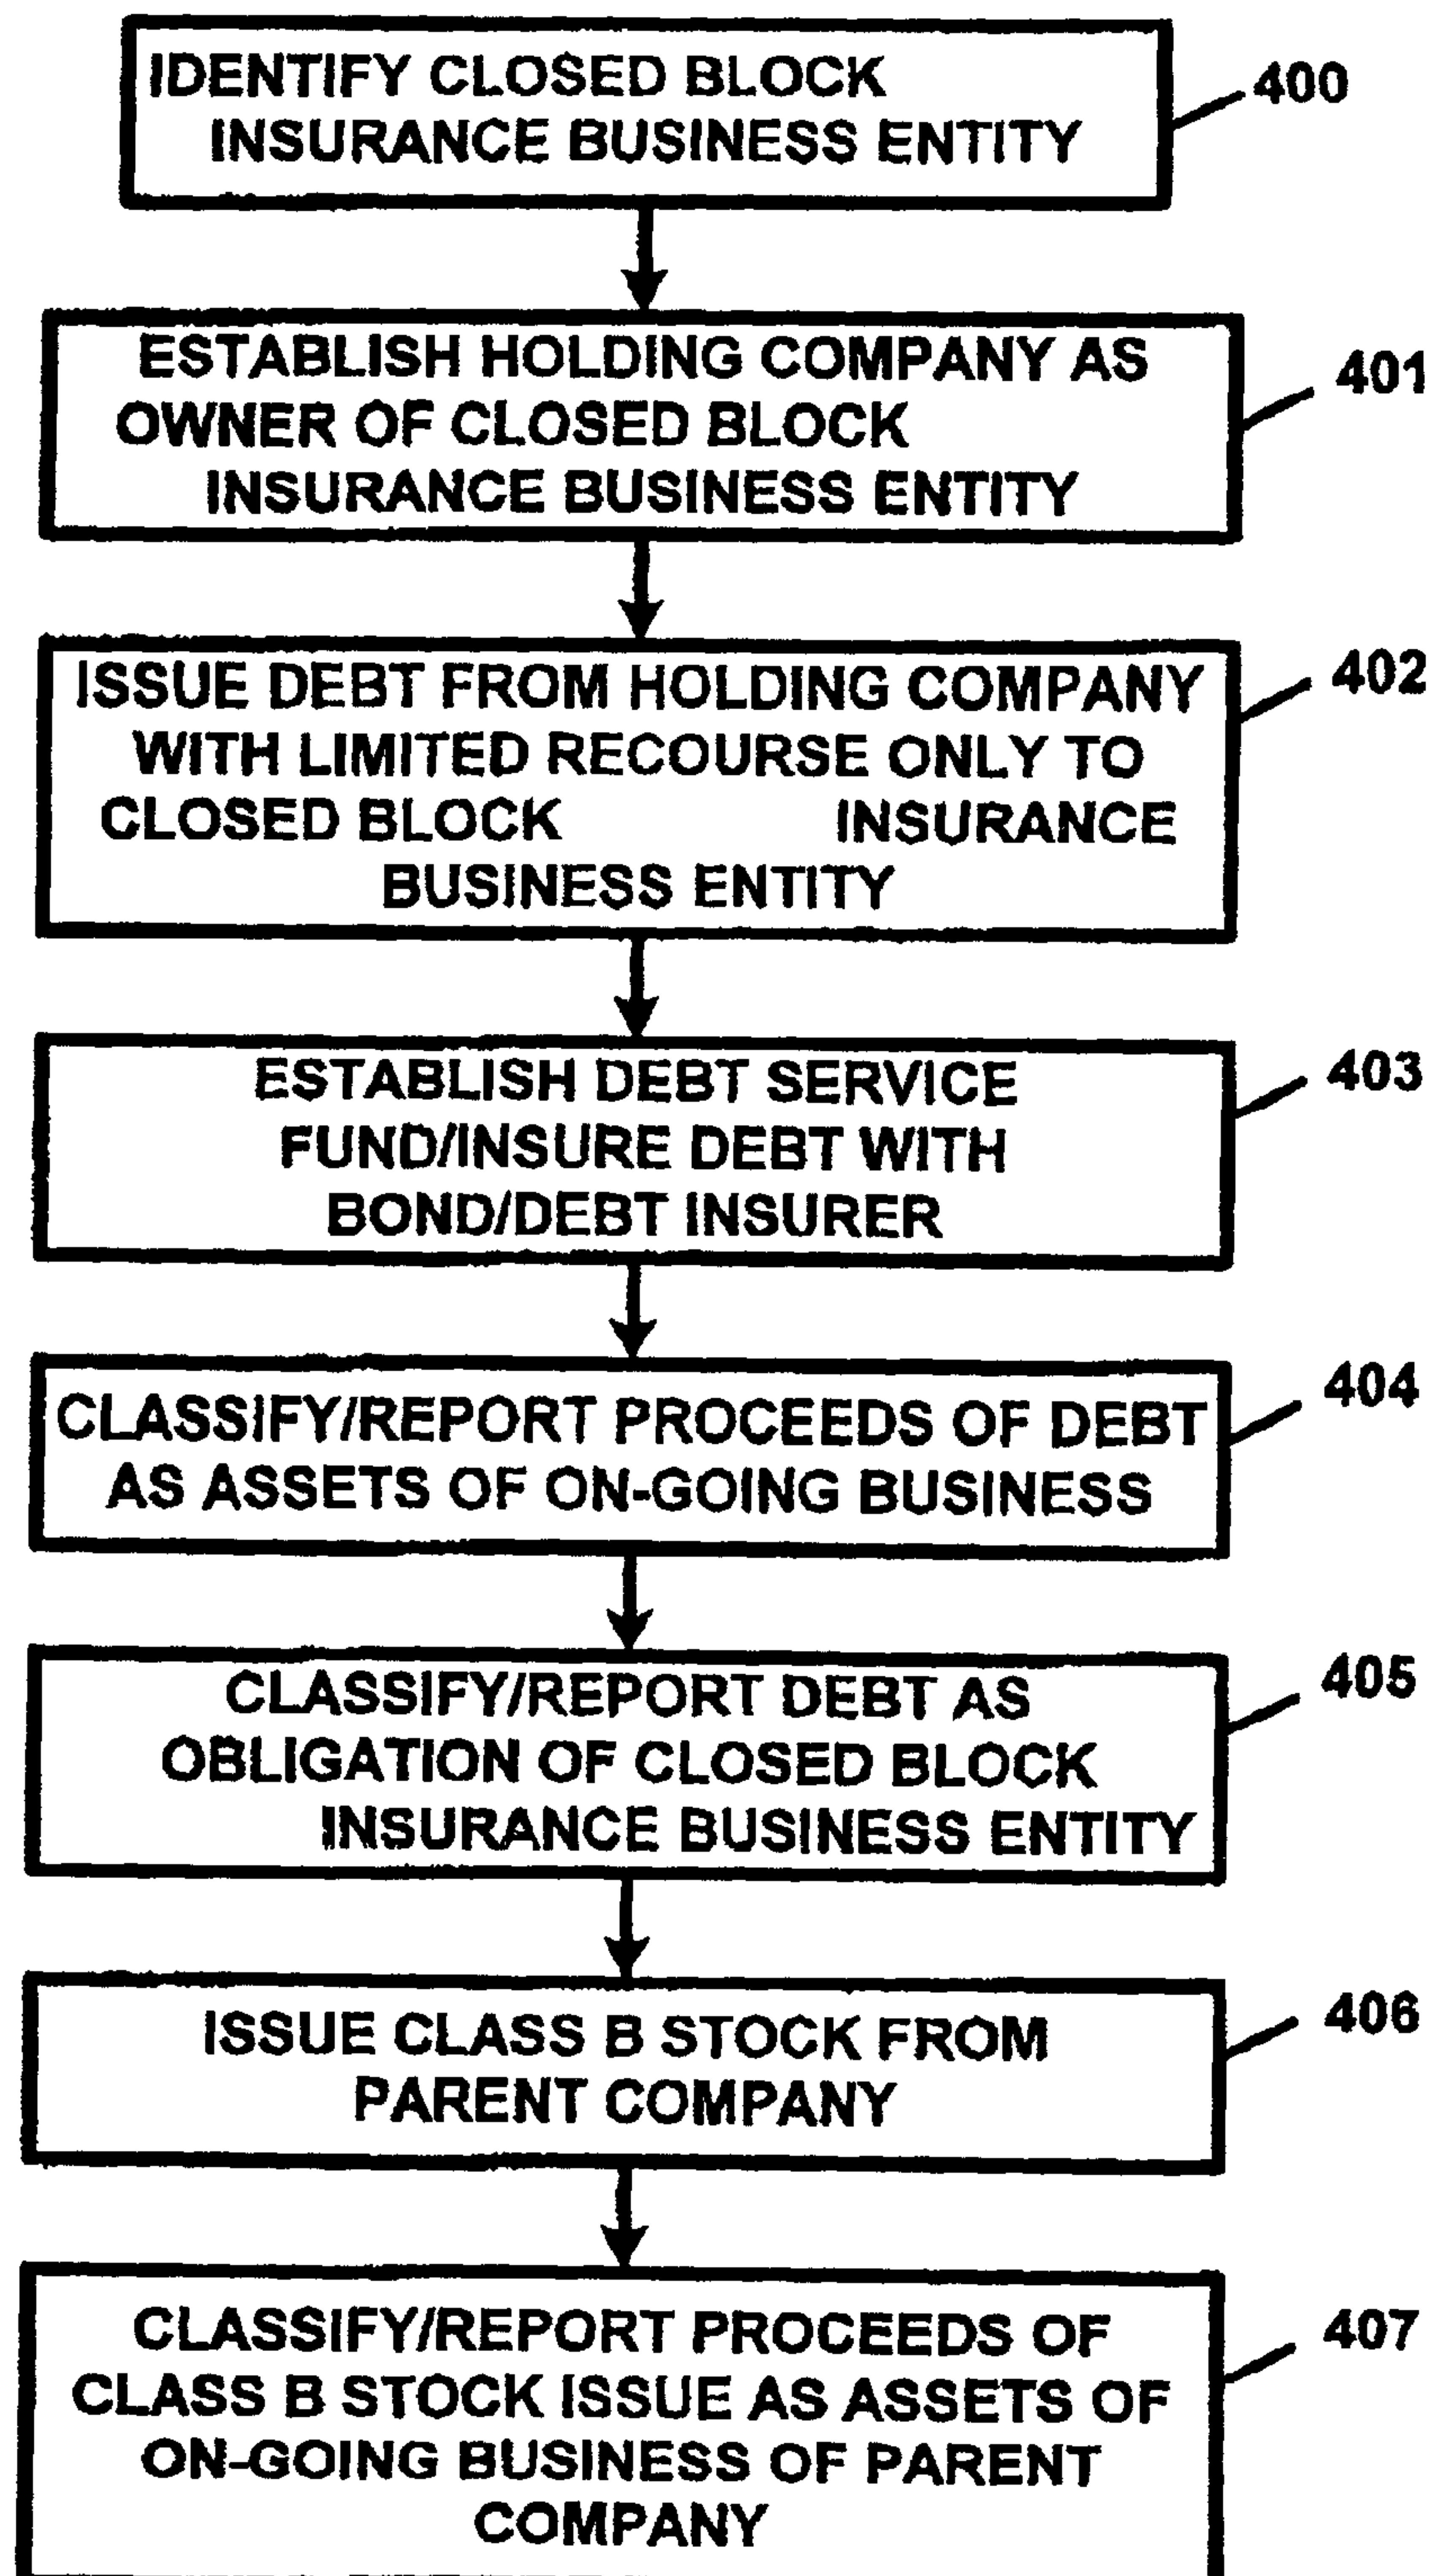 IDENTIFY CLOSED BLOCK
INSURANCE BUSINESS ENTITY
400
ESTABLISH HOLDING COMPANY AS
OWNER OF CLOSED BLOCK
INSURANCE BUSINESS ENTITY
401
ISSUE DEBT FROM HOLDING COMPANY
WITH LIMITED RECOURSE ONLY TO
CLOSED BLOCK INSURANCE
BUSINESS ENTITY
402
ESTABLISH DEBT SERVICE
FUND/INSURE DEBT WITH
BOND/DEBT INSURER
403
CLASSIFY/REPORT PROCEEDS OF DEBT
AS ASSETS OF ON-GOING BUSINESS
404
CLASSIFY/REPORT DEBT AS
OBLIGATION OF CLOSED BLOCK
INSURANCE BUSINESS ENTITY
405
ISSUE CLASS B STOCK FROM
PARENT COMPANY
406
CLASSIFY/REPORT PROCEEDS OF
CLASS B STOCK ISSUE AS ASSETS OF
ON-GOING BUSINESS OF PARENT
COMPANY
407